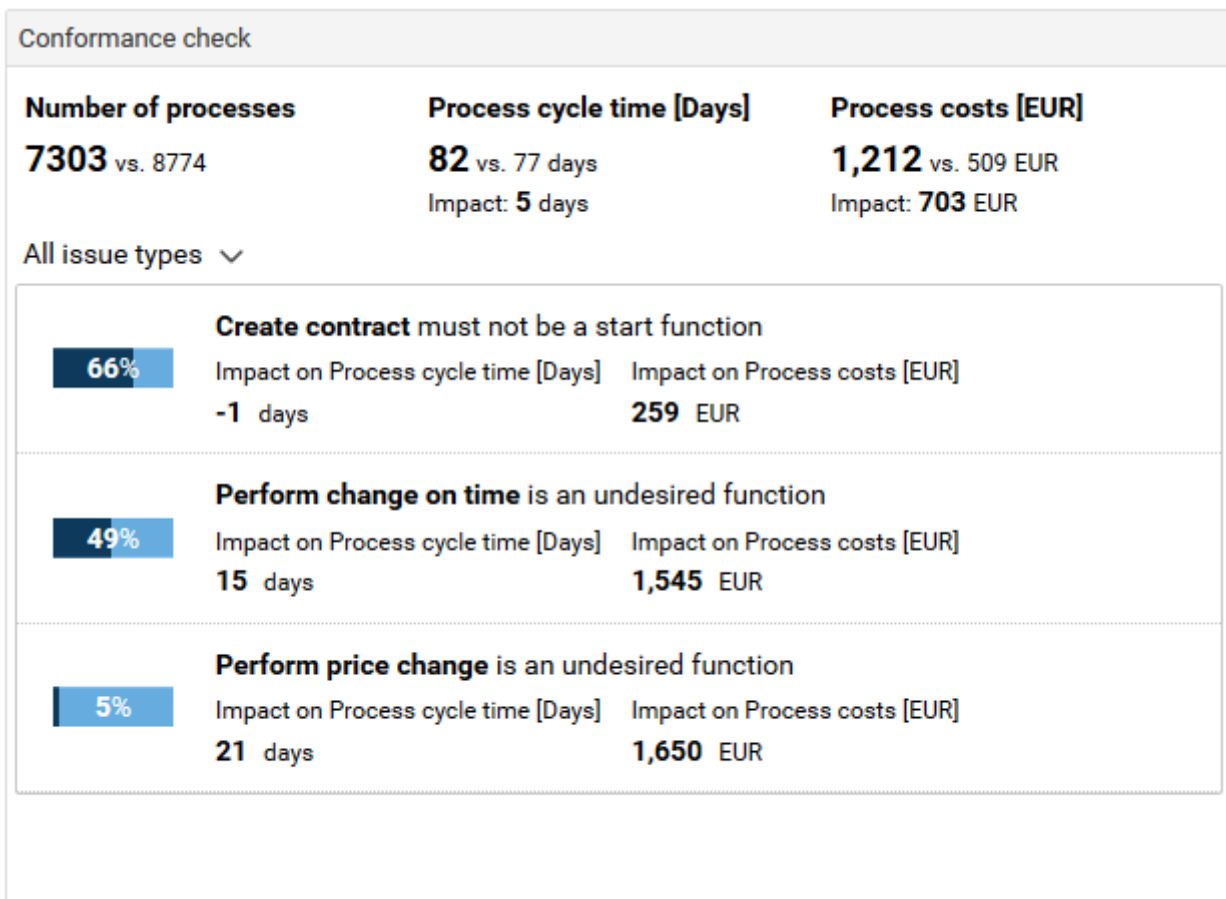 Conformance check
Number of processes
7303 vs. 8774
Process cycle time [Days]
82 vs. 77 days
Impact: 5 days
Process costs [EUR]
1,212 vs. 509 EUR
Impact: 703 EUR
All issue types
66%
Create contract must not be a start function
Impact on Process cycle time [Days]
-1 days
Impact on Process costs [EUR]
259 EUR
49%
Perform change on time is an undesired function
Impact on Process cycle time [Days]
15 days
Impact on Process costs [EUR]
1,545 EUR
5%
Perform price change is an undesired function
Impact on Process cycle time [Days]
21 days
Impact on Process costs [EUR]
1,650 EUR